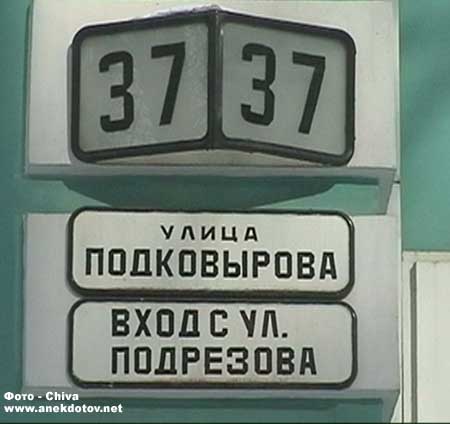 37 37
УЛИЦА
ПОДКОВЫРОВА
ВХОД С УЛ.
ПОДРЕЗОВА
Фото - Chiva
www.anekdotov.net